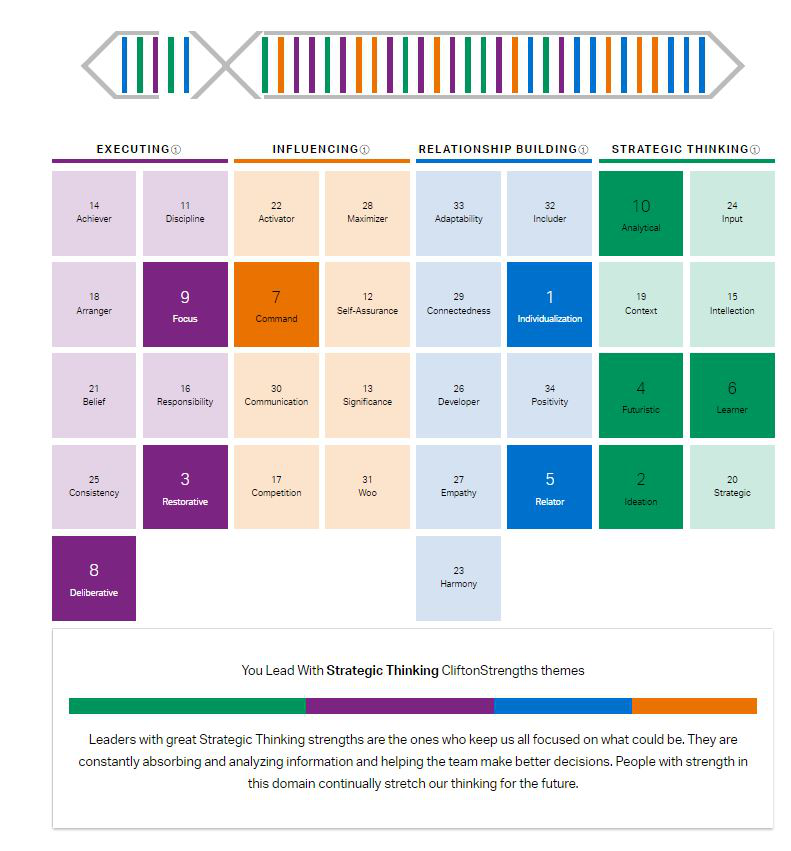 EXECUTING INFLUENCING RELATIONSHIP BUILDING STRATEGIC THINKING
14 11 22 28 33 32 10 24
Achiever Discipline Activator Maximizer Adaptability Includer Analytical Input
18 9 7 12 29 1 19 15
Arranger Focus Command Self-Assurance Connectedness Individualization Context Intellection
21 16 30 13 26 34 4 6
Belief Responsibility Communication Significance Developer Positivity Futuristic Learner
25 3 17 31 27 5 2 20
Consistency Restorative Competition Woo Empathy Relator Ideation Strategic
8 23
Deliberative Harmony
You Lead With Strategic Thinking CliftonStrengths themes
Leaders with great Strategic Thinking strengths are the ones who keep us all focused on what could be. They are
constantly absorbing and analyzing information and helping the team make better decisions. People with strength in
this domain continually stretch our thinking for the future.